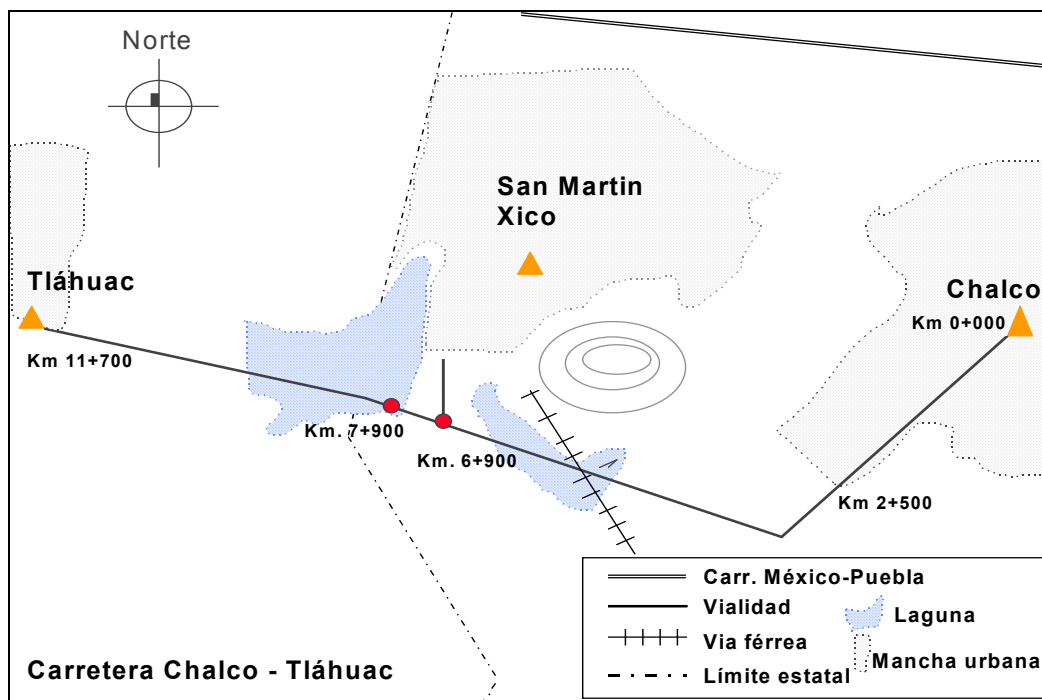 Norte
San Martin
Xico
Tláhuac
Chalco
Km 0+000
Km 11+700
Km. 7+900
Km. 6+900
Km 2+500
Carr. México-Puebla
Vialidad
Laguna
Via férrea
Mancha urbana
Límite estatal
Carretera Chalco - Tláhuac